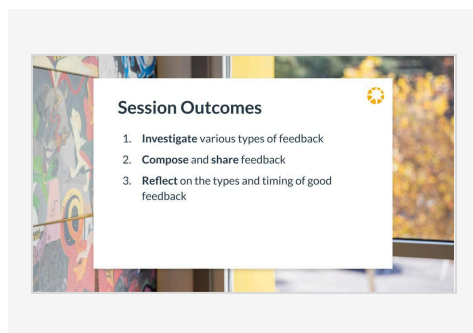 Session Outcomes
1. Investigate various types of feedback
2. Compose and share feedback
3. Reflect on the types and timing of good
feedback